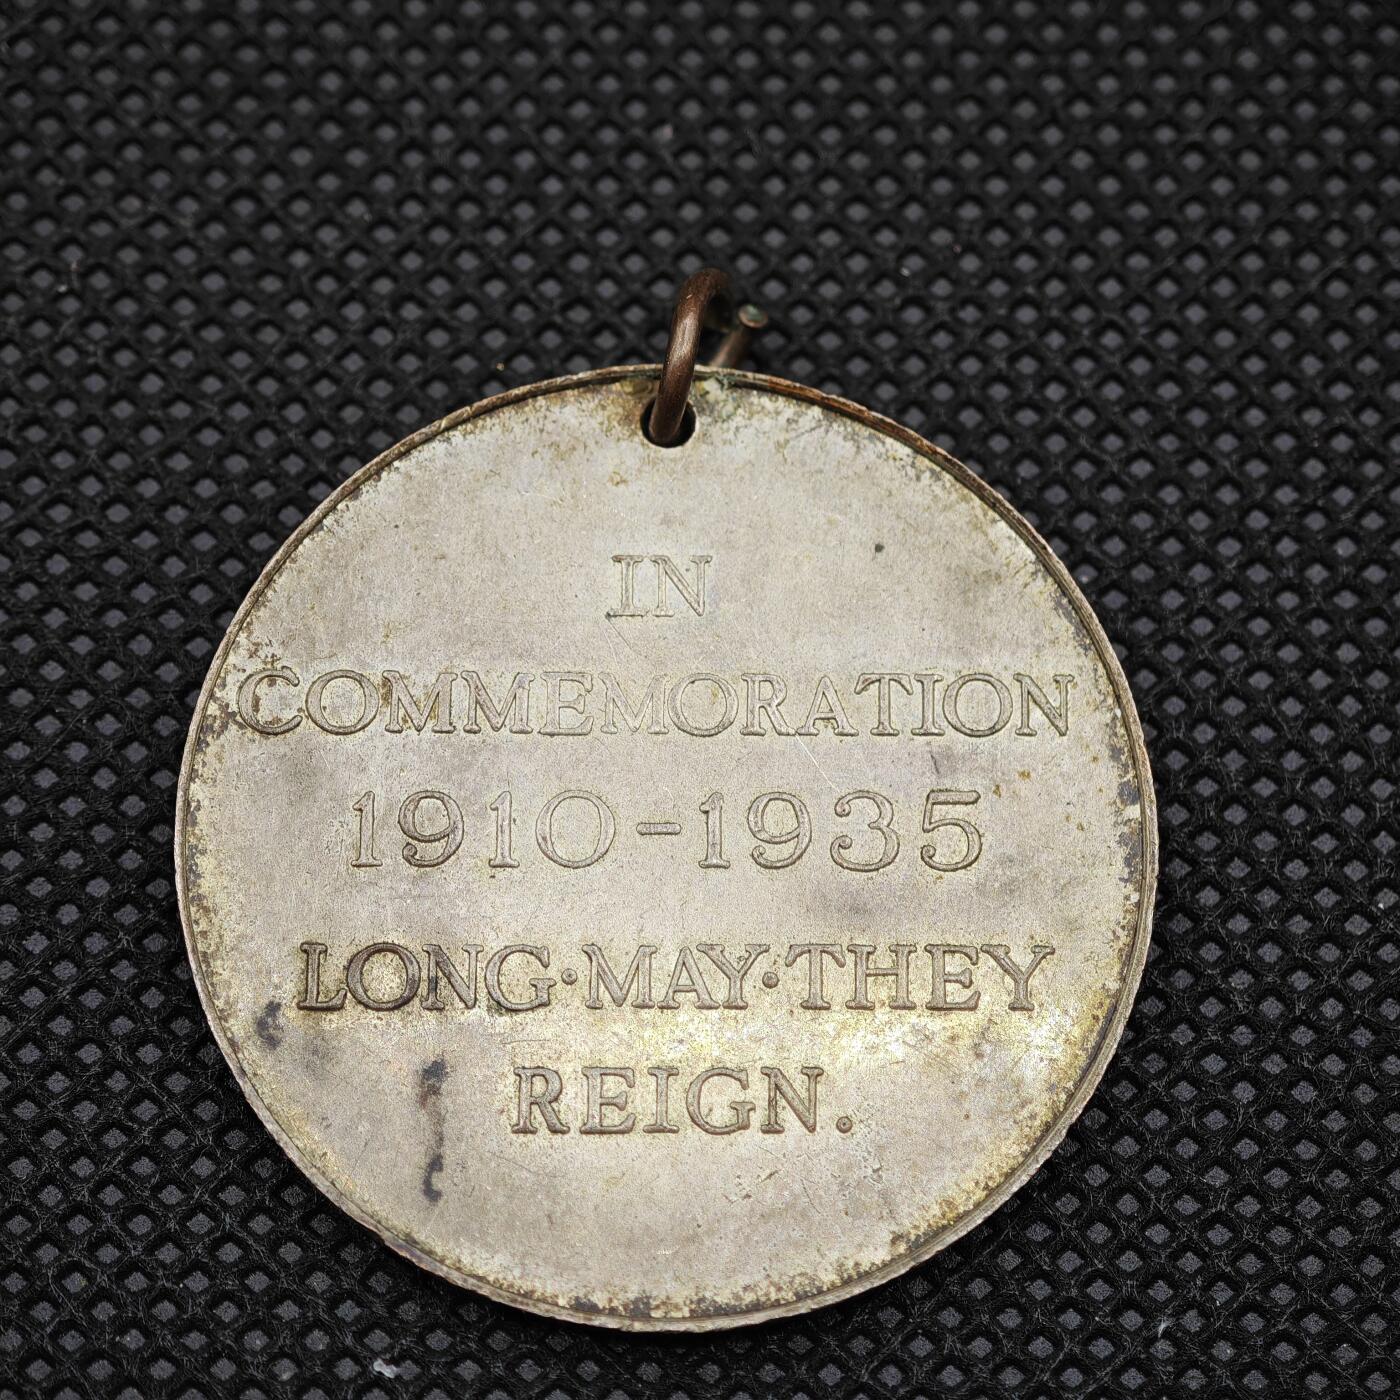 IN
COMMEMORATION
1910-1935
LONG·MAY·THEY
REIGN.